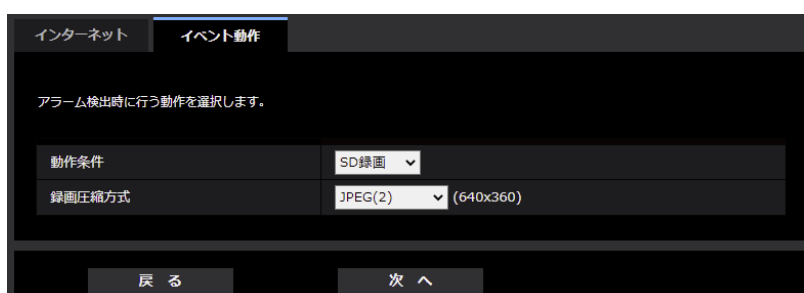 インターネット イベント動作
アラーム検出時に行う動作を選択します。
動作条件 SD録画
録画圧縮方式 JPEG(2) (640x360)
戻る 次へ